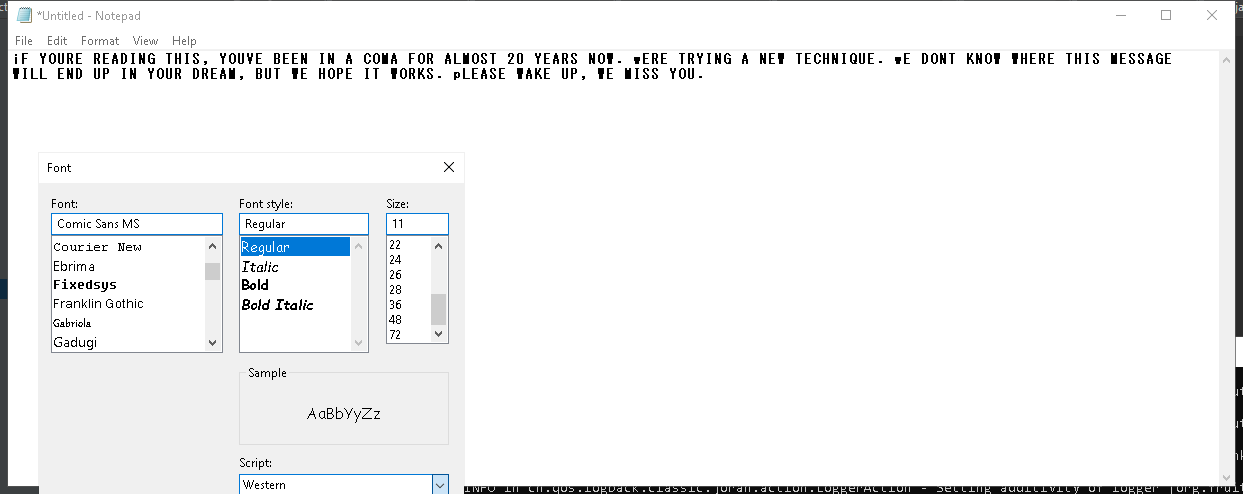 *Untitled - Notepad
File Edit Format View Help
iF YOURE READING THIS, YOUVE BEEN IN A COMA FOR ALMOST 20 YEARS NOW. wERE TRYING A NEW TECHNIQUE. wE DONT KNOW WHERE THIS MESSAGE
WILL END UP IN YOUR DREAM, BUT WE HOPE IT WORKS. pLEASE WAKE UP, WE MISS YOU.
Font
Font: Font style: Size:
Comic Sans MS Regular 11
Courier New Regular 22
Ebrima Italic 24
Fixedsys Bold 26
Franklin Gothic Bold Italic 28
Gabriola 36
Gadugi 48
72
Sample
AaBbYyZz
Script:
Western
INFO in ch.qos.logback.classic.joran.action.LoggerAction - Setting additivity of logger